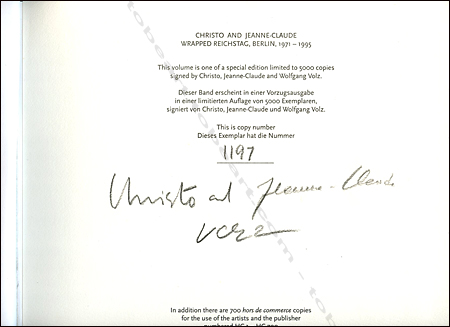 CHRISTO AND JEANNE-CLAUDE
WRAPPED REICHSTAG, BERLIN, 1971 – 1995
This volume is one of a special edition limited to 5000 copies
signed by Christo, Jeanne-Claude and Wolfgang Volz.
Dieser Band erscheint in einer Vorzugsausgabe
in einer limitierten Auflage von 5000 Exemplaren,
signiert von Christo, Jeanne-Claude und Wolfgang Volz.
This is copy number
Dieses Exemplar hat die Nummer
1197
Christo and Jeanne-Claude
VOLZ
In addition there are 700 hors de commerce copies
for the use of the artists and the publisher